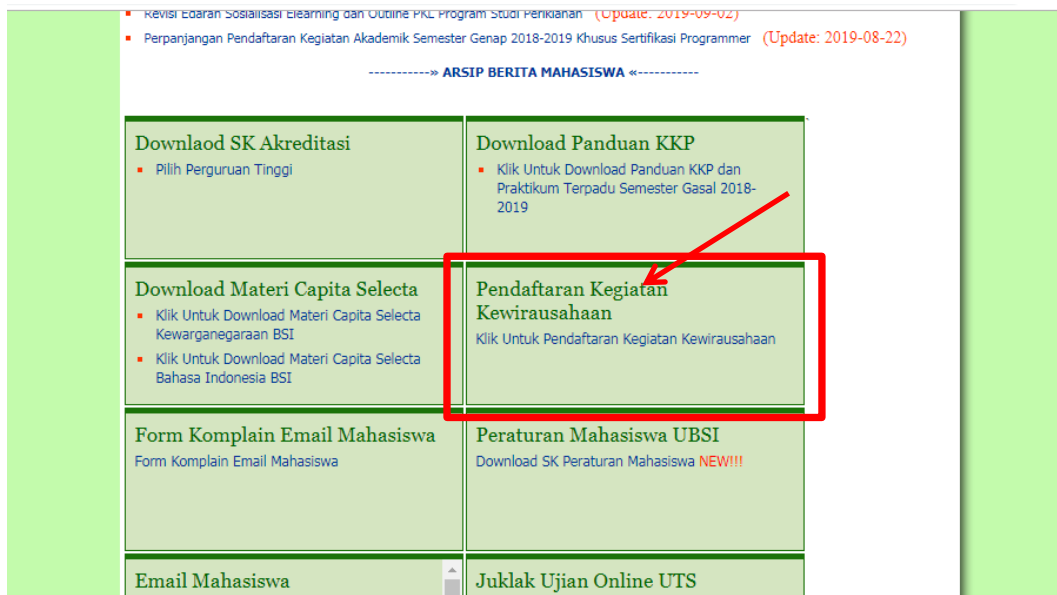 Revisi Edaran Sosialisasi Elearning dan Outline PKL Program Studi Periklanan (Update: 2019-09-02)
Perpanjangan Pendaftaran Kegiatan Akademik Semester Genap 2018-2019 Khusus Sertifikasi Programmer (Update: 2019-08-22)
-----------» ARSIP BERITA MAHASISWA «-----------
Downlaod SK Akreditasi
Pilih Perguruan Tinggi
Download Panduan KKP
Klik Untuk Download Panduan KKP dan
Praktikum Terpadu Semester Gasal 2018-
2019
Download Materi Capita Selecta
Klik Untuk Download Materi Capita Selecta
Kewarganegaraan BSI
Klik Untuk Download Materi Capita Selecta
Bahasa Indonesia BSI
Pendaftaran Kegiatan
Kewirausahaan
Klik Untuk Pendaftaran Kegiatan Kewirausahaan
Form Komplain Email Mahasiswa
Form Komplain Email Mahasiswa
Peraturan Mahasiswa UBSI
Download SK Peraturan Mahasiswa NEW!!!
Email Mahasiswa
Juklak Ujian Online UTS